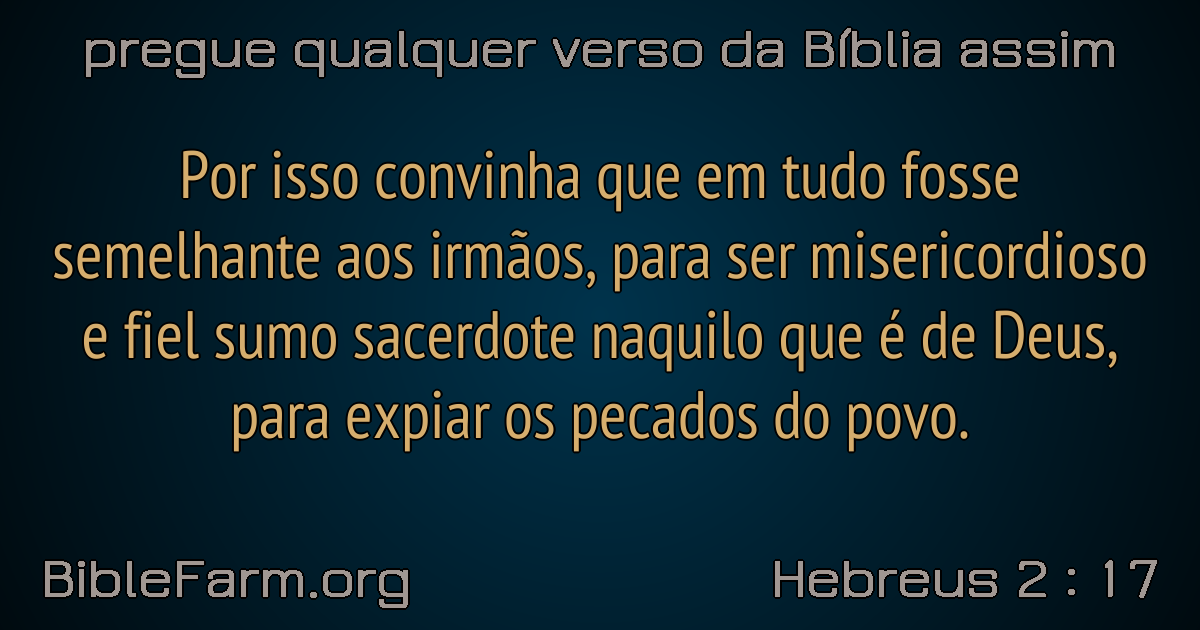 pregue qualquer verso da Bíblia assim
Por isso convinha que em tudo fosse
semelhante aos irmãos, para ser misericordioso
e fiel sumo sacerdote naquilo que é de Deus,
para expiar os pecados do povo.
BibleFarm.org
Hebreus 2 : 17